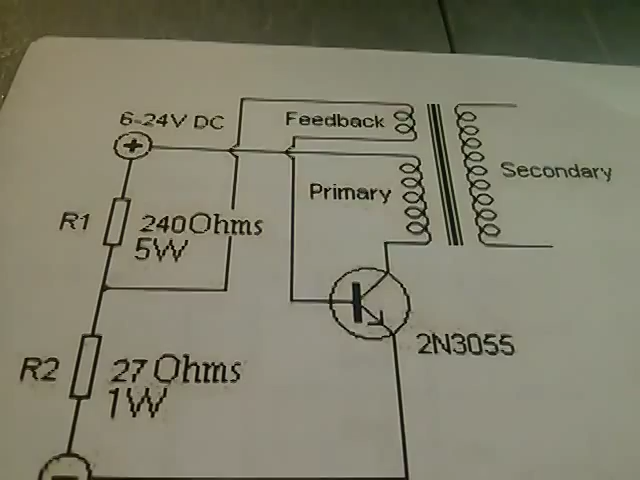 6-24V DC
+
Feedback
Primary
Secondary
R1
240Ohms
5W
2N3055
R2
27 Ohms
1W